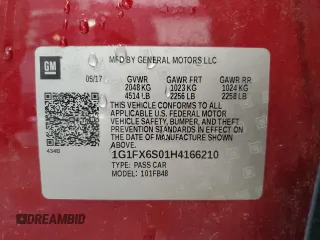 GM
MFD BY GENERAL MOTORS LLC
05/17 GVWR GAWR FRT GAWR RR
2048 KG 1023 KG 1024 KG
4514 LB 2256 LB 2258 LB
THIS VEHICLE CONFORMS TO ALL
APPLICABLE U.S. FEDERAL MOTOR
VEHICLE SAFETY, BUMPER, AND THEFT
PREVENTION STANDARDS IN EFFECT ON
THE DATE OF MANUFACTURE SHOWN ABOVE.
1G1FX6S01H4166210
TYPE: PASS CAR
MODEL: 101FB48
DREAMBID